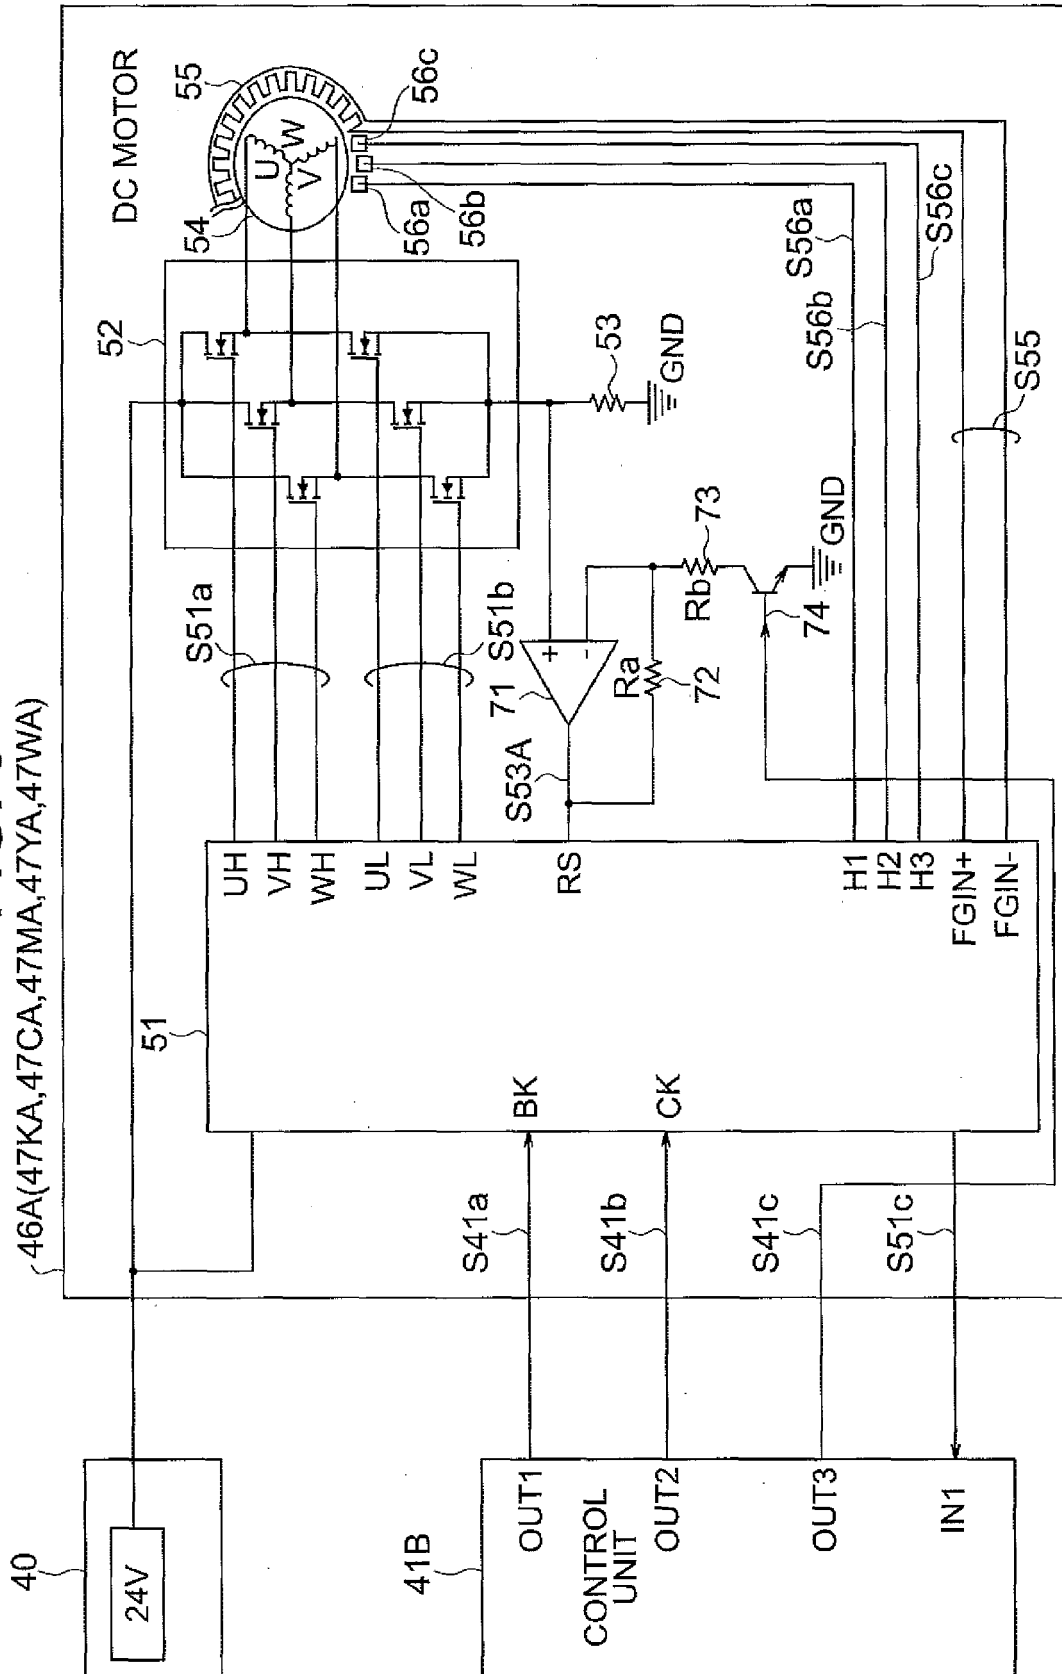 46A(47KA,47CA,47MA,47YA,47WA)
40
24V
41B
CONTROL
UNIT
OUT1
OUT2
OUT3
IN1
S41a
S41b
S41c
S51c
51
BK
CK
UH
VH
WH
UL
VL
WL
RS
H1
H2
H3
FGIN+
FGIN-
S51a
S51b
S53A
71
+
-
Ra
72
Rb
73
74
GND
52
53
GND
DC MOTOR
54
55
U
V
W
56a
56b
56c
S56a
S56b
S56c
S55